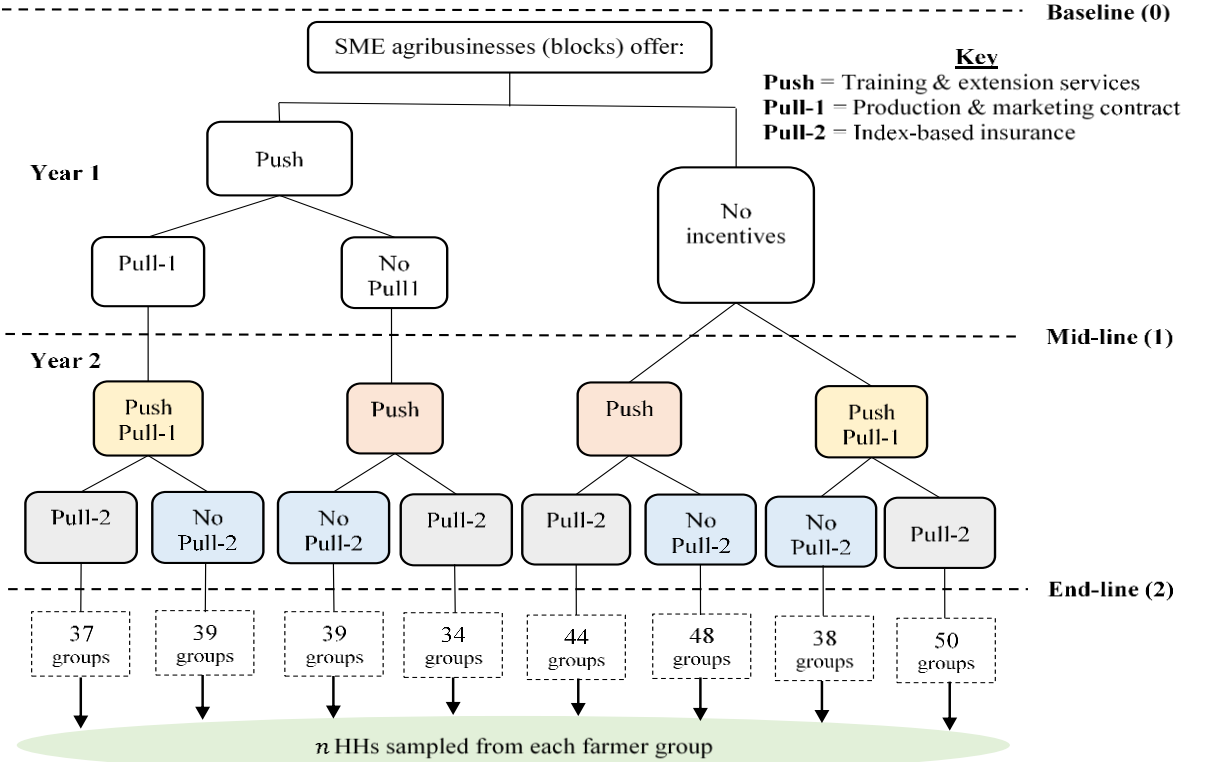 Baseline (0)
SME agribusinesses (blocks) offer:
Key
Push = Training & extension services
Pull-1 = Production & marketing contract
Pull-2 = Index-based insurance
Year 1
Push
No
incentives
Pull-1
No
Pull1
Mid-line (1)
Year 2
Push
Pull-1
Push
Push
Push
Pull-1
Pull-2
No
Pull-2
No
Pull-2
Pull-2
Pull-2
No
Pull-2
No
Pull-2
Pull-2
End-line (2)
37
groups
39
groups
39
groups
34
groups
44
groups
48
groups
38
groups
50
groups
n HHs sampled from each farmer group